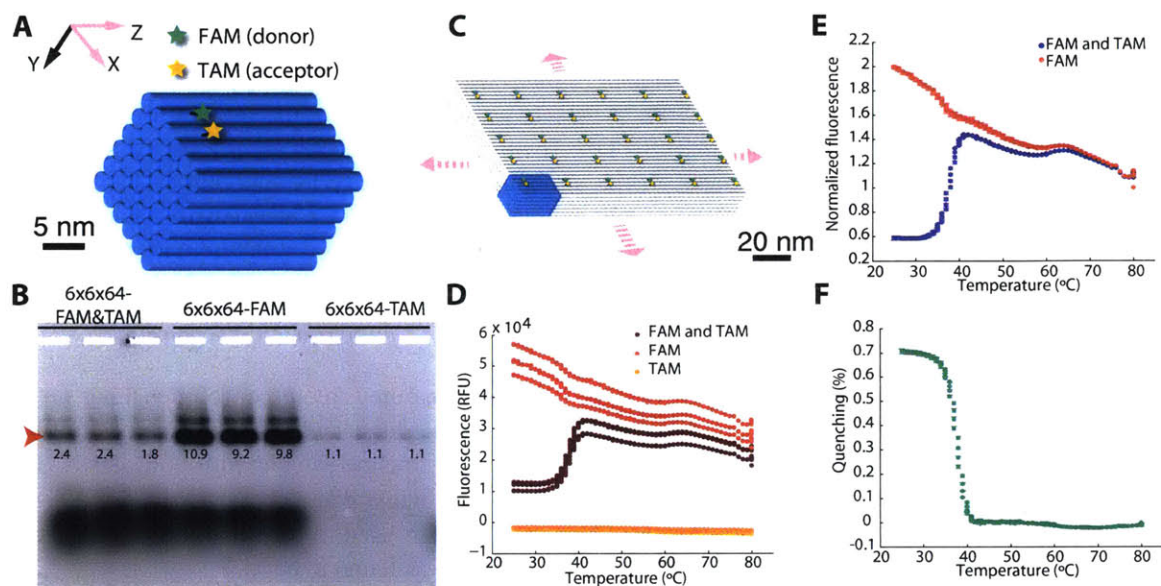 A
Z
Y
X
FAM (donor)
TAM (acceptor)
5 nm
B
6x6x64-
FAM&TAM
6x6x64-FAM
6x6x64-TAM
2.4 2.4 1.8 10.9 9.2 9.8 1.1 1.1 1.1
C
20 nm
D
6 x 10⁴
5
4
3
2
1
0
−1
Fluorescence (RFU)
FAM and TAM
FAM
TAM
20 30 40 50 60 70 80
Temperature (ºC)
E
2.2
2
1.8
1.6
1.4
1.2
1
0.8
0.6
0.2
Normalized fluorescence
FAM and TAM
FAM
20 30 40 50 60 70 80
Temperature (ºC)
F
0.8
0.7
0.6
0.5
0.4
0.3
0.2
0.1
0
-0.1
Quenching (%)
20 30 40 50 60 70 80
Temperature (ºC)